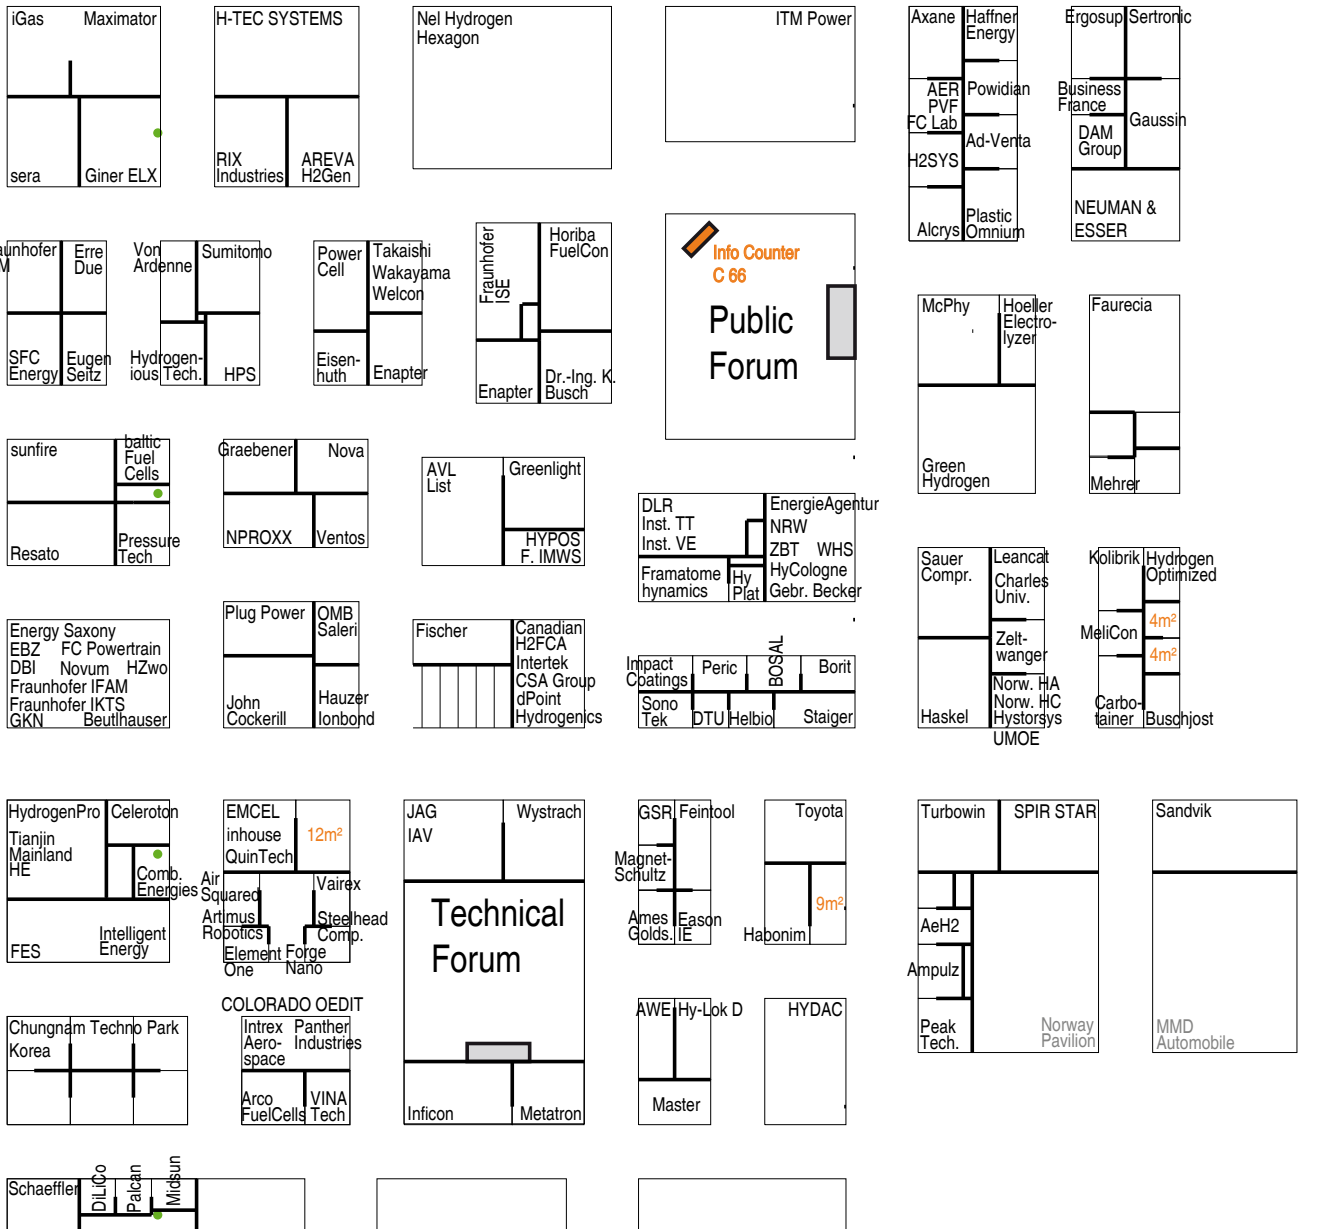 iGas
Maximator
sera
Giner ELX
H-TEC SYSTEMS
RIX
Industries
AREVA
H2Gen
Nel Hydrogen
Hexagon
ITM Power
Axane
Haffner
Energy
AER
PVF
FC Lab
Powidian
Ad-Venta
H2SYS
Alcrys
Plastic
Omnium
Ergosup
Sertronic
Business
France
Gaussin
DAM
Group
NEUMAN &
ESSER
Erre
Due
SFC
Energy
Eugen
Seitz
Von
Ardenne
Sumitomo
Hydrogen-
ious Tech.
HPS
Power
Cell
Takaishi
Wakayama
Welcon
Eisen-
huth
Enapter
Fraunhofer
ISE
Horiba
FuelCon
Enapter
Dr.-Ing. K.
Busch
Info Counter
C 66
Public
Forum
McPhy
Hoeller
Electro-
lyzer
Green
Hydrogen
Faurecia
Mehrer
sunfire
baltic
Fuel
Cells
Resato
Pressure
Tech
Graebener
Nova
NPROXX
Ventos
AVL
List
Greenlight
HYPOS
F. IMWS
DLR
Inst. TT
Inst. VE
Framatome
hynamics
Hy
Plat
EnergieAgentur
NRW
ZBT WHS
HyCologne
Gebr. Becker
Sauer
Compr.
Leancat
Charles
Univ.
Zelt-
wanger
Haskel
Norw. HA
Norw. HC
Hystorsys
UMOE
Kolibrik
Hydrogen
Optimized
4m²
MeliCon
4m²
Carbo-
tainer
Buschjost
Energy Saxony
EBZ FC Powertrain
DBI Novum HZwo
Fraunhofer IFAM
Fraunhofer IKTS
GKN Beutlhauser
Plug Power
OMB
Saleri
John
Cockerill
Hauzer
Ionbond
Fischer
Canadian
H2FCA
Intertek
CSA Group
dPoint
Hydrogenics
Impact
Coatings
Peric
BOSAL
Borit
Sono
Tek
DTU
Helbio
Staiger
HydrogenPro
Tianjin
Mainland
HE
Celeroton
Comb.
Energies
FES
Intelligent
Energy
EMCEL
inhouse
QuinTech
12m²
Air
Squared
Vairex
Artimus
Robotics
Steelhead
Comp.
Element
One
Forge
Nano
JAG
IAV
Wystrach
Technical
Forum
Inficon
Metatron
GSR
Feintool
Magnet-
Schultz
Ames
Golds.
Eason
IE
Toyota
9m²
Habonim
Turbowin
SPIR STAR
AeH2
Ampulz
Peak
Tech.
Norway
Pavilion
Sandvik
MMD
Automobile
Chungnam Techno Park
Korea
COLORADO OEDIT
Intrex
Aero-
space
Panther
Industries
Arco
FuelCells
VINA
Tech
AWE
Hy-Lok D
Master
HYDAC
Schaeffler
DiLiCo
Palcan
Midsun